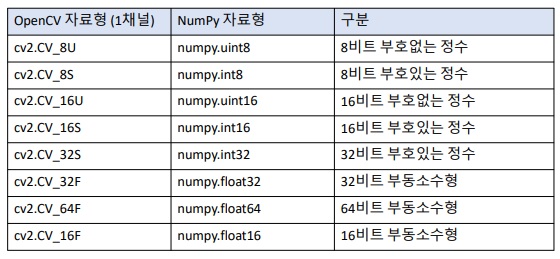 OpenCV 자료형 (1채널) NumPy 자료형 구분
cv2.CV_8U numpy.uint8 8비트 부호없는 정수
cv2.CV_8S numpy.int8 8비트 부호있는 정수
cv2.CV_16U numpy.uint16 16비트 부호없는 정수
cv2.CV_16S numpy.int16 16비트 부호있는 정수
cv2.CV_32S numpy.int32 32비트 부호있는 정수
cv2.CV_32F numpy.float32 32비트 부동소수형
cv2.CV_64F numpy.float64 64비트 부동소수형
cv2.CV_16F numpy.float16 16비트 부동소수형